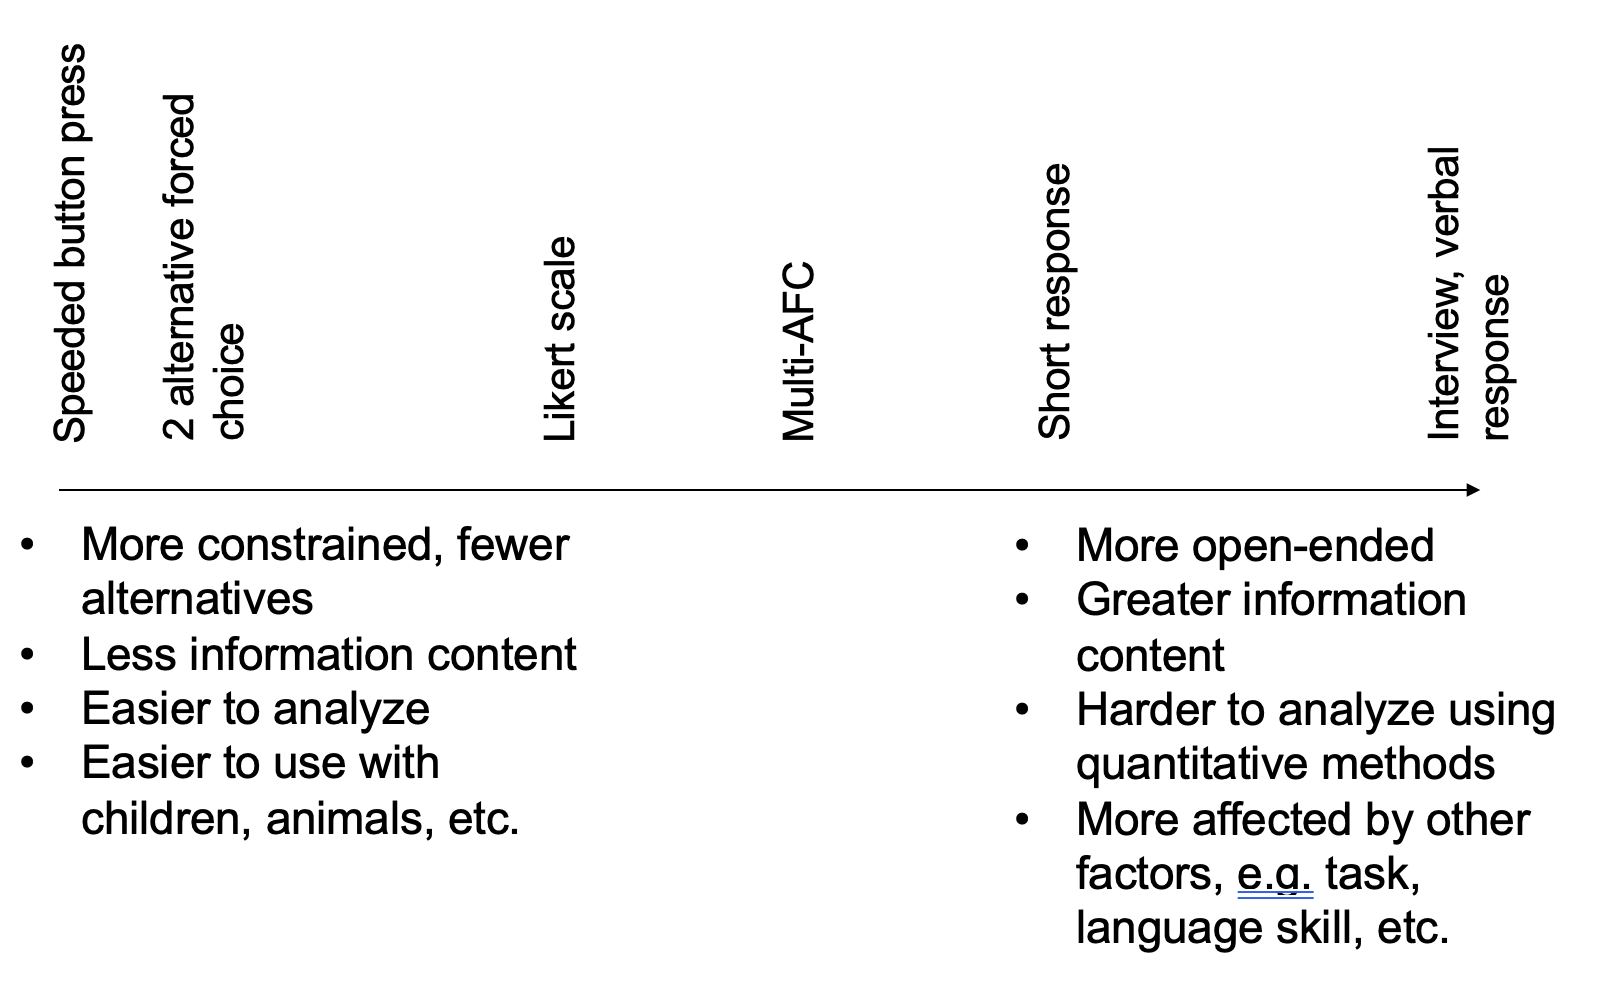 Speeded button press
2 alternative forced
choice
Likert scale
Multi-AFC
Short response
Interview, verbal
response
• More constrained, fewer
alternatives
• Less information content
• Easier to analyze
• Easier to use with
children, animals, etc.
• More open-ended
• Greater information
content
• Harder to analyze using
quantitative methods
• More affected by other
factors, e.g. task,
language skill, etc.